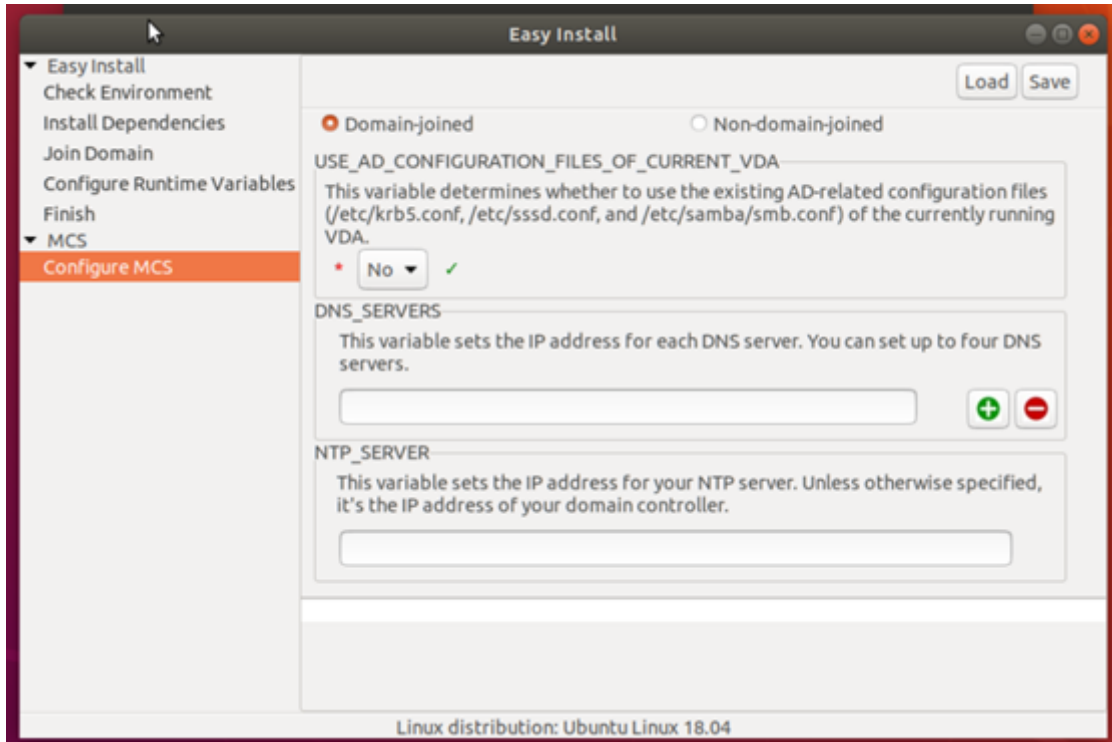 Easy Install
Easy Install
Check Environment
Install Dependencies
Join Domain
Configure Runtime Variables
Finish
MCS
Configure MCS
Load Save
Domain-joined Non-domain-joined
USE_AD_CONFIGURATION_FILES_OF_CURRENT_VDA
This variable determines whether to use the existing AD-related configuration files
(/etc/krb5.conf, /etc/sssd.conf, and /etc/samba/smb.conf) of the currently running
VDA.
* No ✓
DNS_SERVERS
This variable sets the IP address for each DNS server. You can set up to four DNS
servers.
NTP_SERVER
This variable sets the IP address for your NTP server. Unless otherwise specified,
it's the IP address of your domain controller.
Linux distribution: Ubuntu Linux 18.04